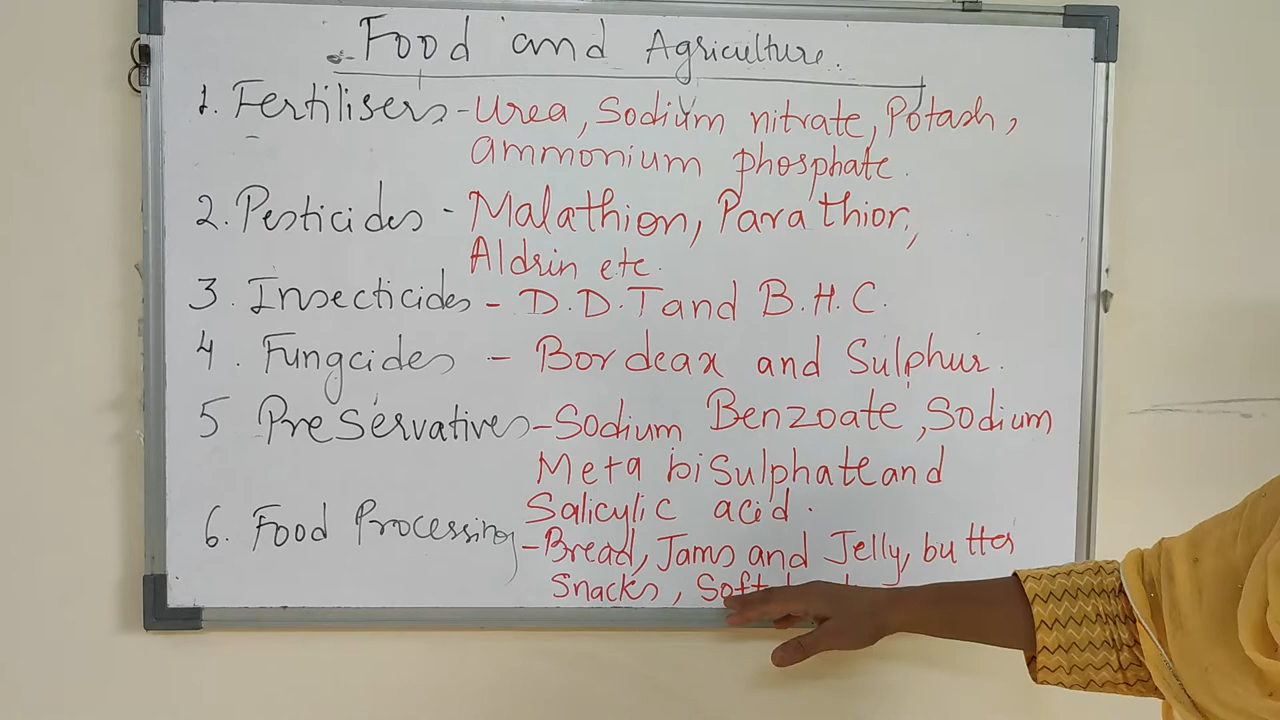 Food and Agriculture.
1. Fertilisers - Urea, Sodium nitrate, Potash,
ammonium phosphate.
2. Pesticides - Malathion, Parathion,
Aldrin etc.
3. Insecticides - D.D.T and B.H.C.
4. Fungcides - Bordeax and Sulphur.
5 Preservatives - Sodium Benzoate, Sodium
Meta bisulphate and
Salicylic acid.
6. Food Processing - Bread, Jams and Jelly, butter
Snacks, Soft